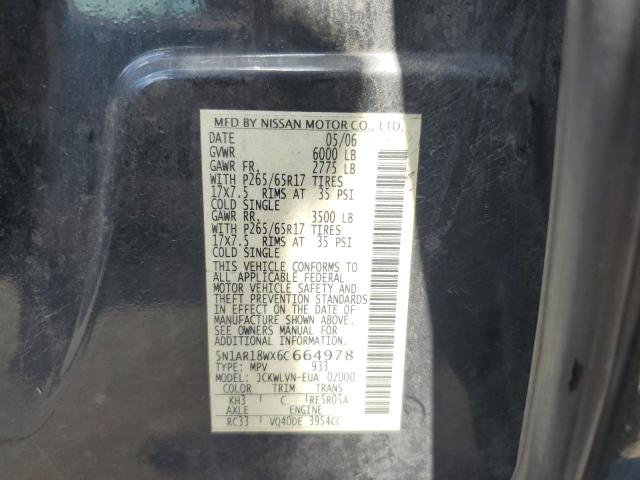 MFD BY NISSAN MOTOR CO., LTD.
DATE 05/06
GVWR 6000 LB
GAWR FR. 2775 LB
WITH P265/65R17 TIRES
17X7.5 RIMS AT 35 PSI
COLD SINGLE
GAWR RR. 3500 LB
WITH P265/65R17 TIRES
17X7.5 RIMS AT 35 PSI
COLD SINGLE
THIS VEHICLE CONFORMS TO
ALL APPLICABLE FEDERAL
MOTOR VEHICLE SAFETY AND
THEFT PREVENTION STANDARDS
IN EFFECT ON THE DATE OF
MANUFACTURE SHOWN ABOVE.
SEE OWNERS MANUAL FOR
ADDITIONAL INFORMATION.
5N1AR18WX6C664978
TYPE: MPV 933
MODEL: JCKWLVN-EUA 02000
COLOR TRIM TRANS
KH3 C RE5R05A
AXLE ENGINE
RC33 VQ40DE 3954CC